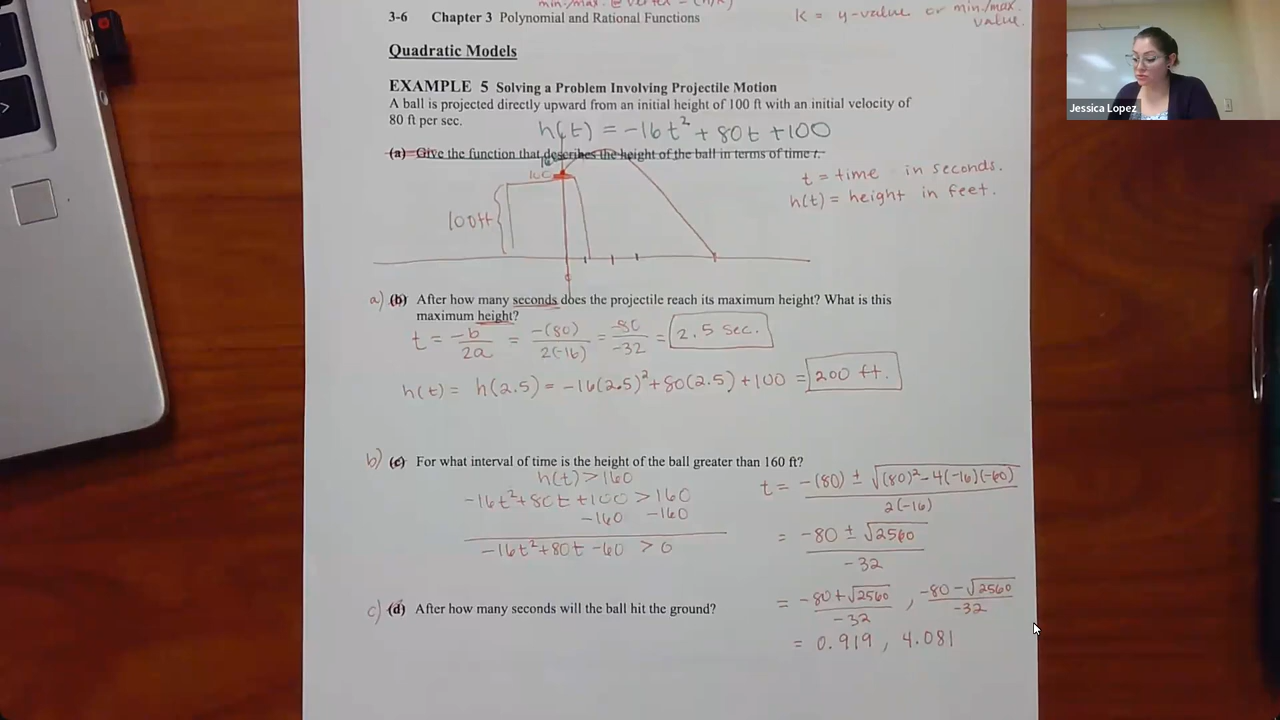 min./max. @ vertex - (h,k)
3-6 Chapter 3 Polynomial and Rational Functions
K = y-value or min./max.
value.
Jessica Lopez
Quadratic Models
EXAMPLE 5 Solving a Problem Involving Projectile Motion
A ball is projected directly upward from an initial height of 100 ft with an initial velocity of
80 ft per sec.
h(t) = -16t² + 80t + 100
(a) Give the function that describes the height of the ball in terms of time t.
t = time in seconds.
h(t) = height in feet.
100ft
a) (b) After how many seconds does the projectile reach its maximum height? What is this
maximum height?
t = -b/2a = -(80)/2(-16) = -80/-32 = 2.5 sec.
h(t) = h(2.5) = -16(2.5)² + 80(2.5) + 100 = 200 ft.
b) (c) For what interval of time is the height of the ball greater than 160 ft?
h(t) > 160
-16t² + 80t + 100 > 160
-160 -160
-16t² + 80t - 60 > 0
t = -(80) ± √(80)² - 4(-16)(-60) / 2(-16)
= -80 ± √2560 / -32
= -80 + √2560 / -32 , -80 - √2560 / -32
= 0.919 , 4.081
c) (d) After how many seconds will the ball hit the ground?